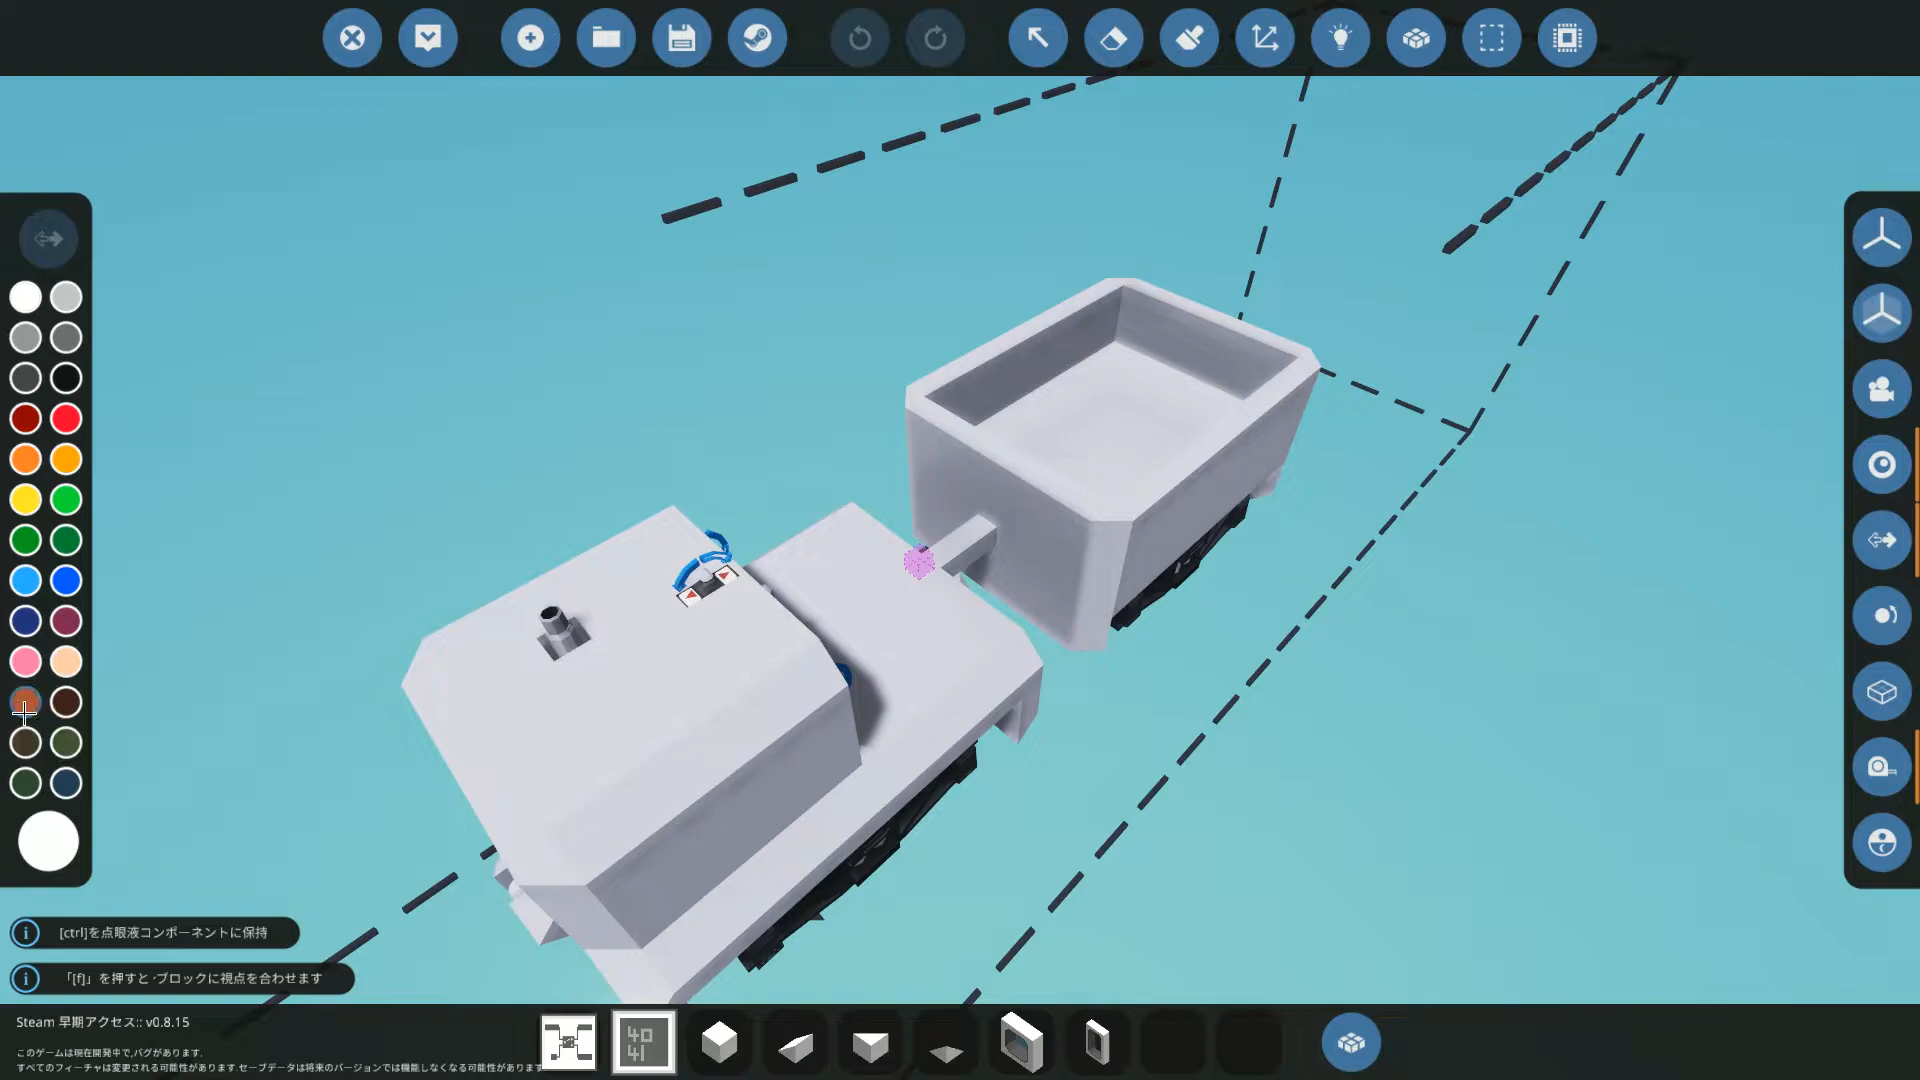 [ctrl]を点眼液コンポーネントに保持
「[f]」を押すと・ブロックに視点を合わせます
Steam 早期アクセス:: v0.8.15
このゲームは現在開発中で,バグがあります.
すべてのフィーチャは変更される可能性があります.セーブデータは将来のバージョンでは機能しなくなる可能性があります
40
41